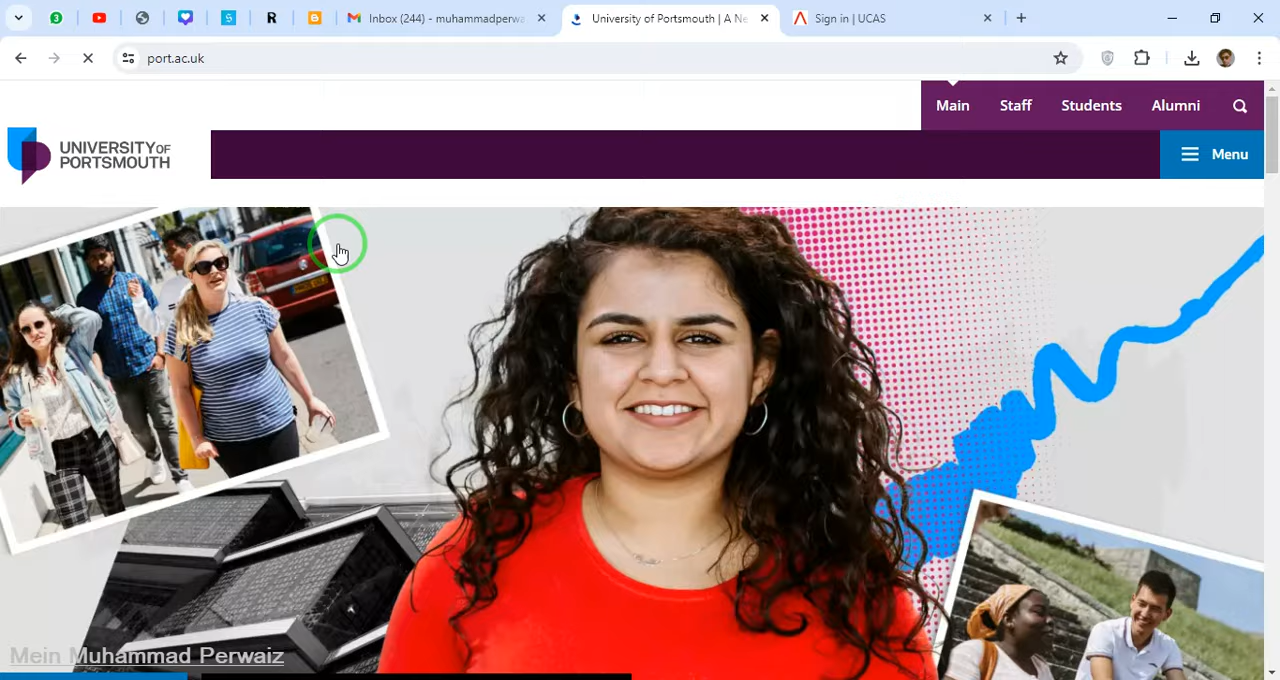 Inbox (244) - muhammadperwa
University of Portsmouth | A Ne
Sign in | UCAS
port.ac.uk
Main
Staff
Students
Alumni
UNIVERSITY OF
PORTSMOUTH
Menu
Mein Muhammad Perwaiz